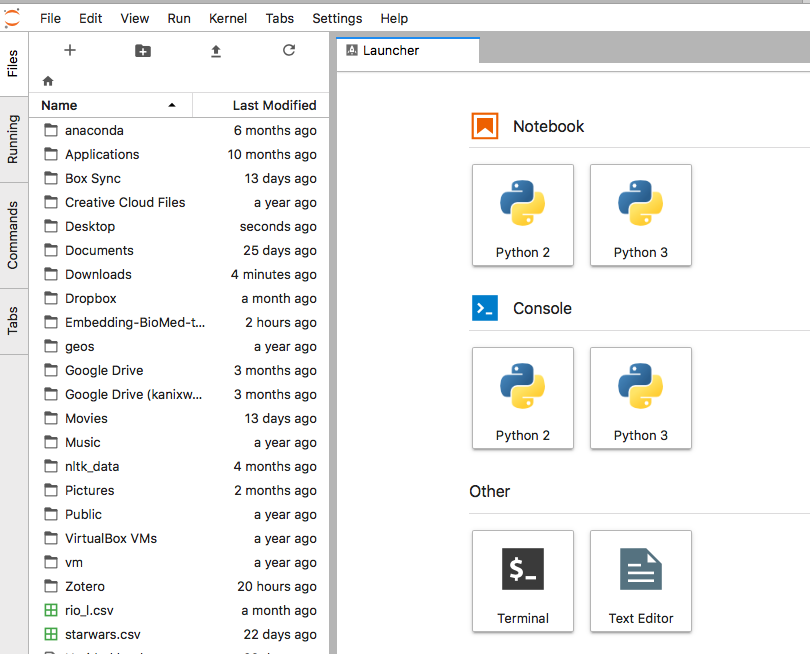 File Edit View Run Kernel Tabs Settings Help
Files
Running
Commands
Tabs
Name Last Modified
anaconda 6 months ago
Applications 10 months ago
Box Sync 13 days ago
Creative Cloud Files a year ago
Desktop seconds ago
Documents 25 days ago
Downloads 4 minutes ago
Dropbox a month ago
Embedding-BioMed-t... 2 hours ago
geos a year ago
Google Drive 3 months ago
Google Drive (kanixw... 3 months ago
Movies 13 days ago
Music a year ago
nltk_data 4 months ago
Pictures 2 months ago
Public a year ago
VirtualBox VMs a year ago
vm a year ago
Zotero 20 hours ago
rio_l.csv a month ago
starwars.csv 22 days ago
Launcher
Notebook
Python 2 Python 3
Console
Python 2 Python 3
Other
$_
Terminal Text Editor